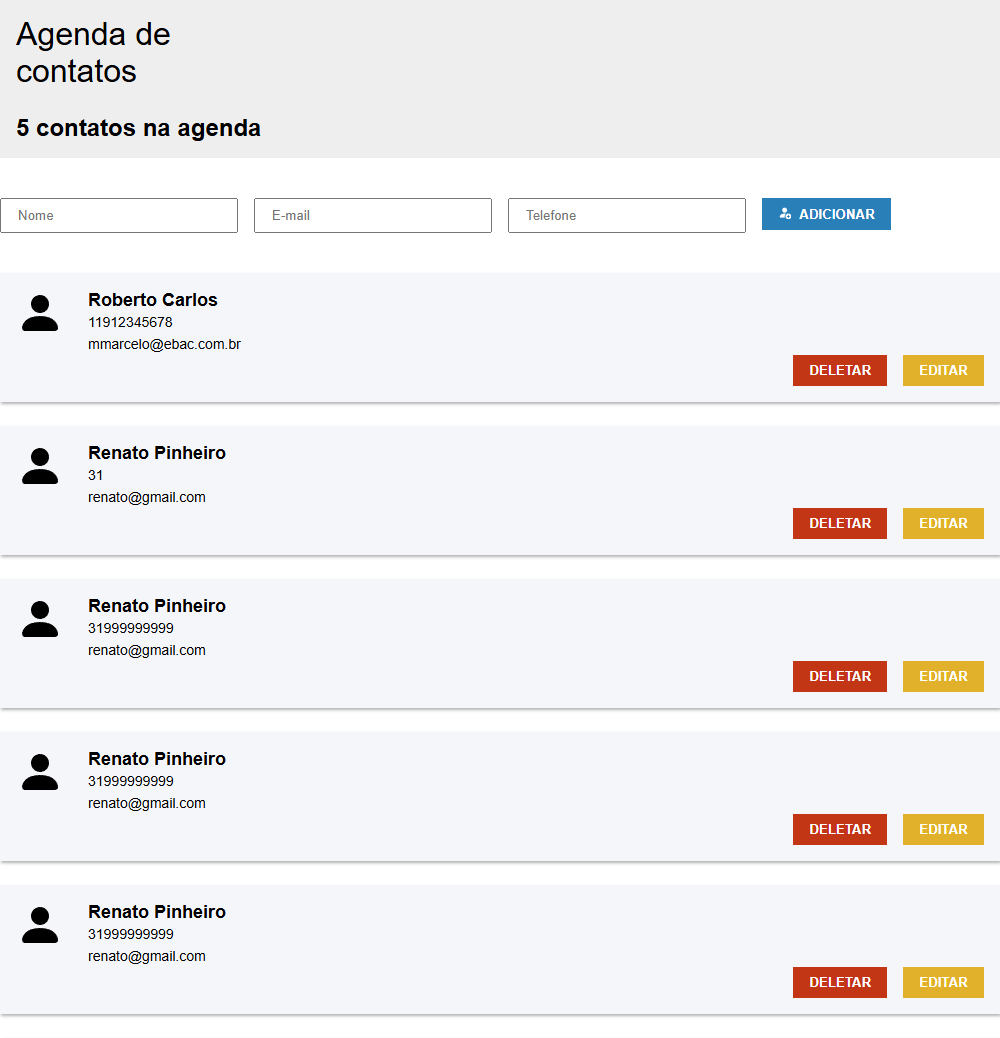 Agenda de
contatos
5 contatos na agenda
Nome E-mail Telefone ADICIONAR
Roberto Carlos
11912345678
mmarcelo@ebac.com.br
DELETAR EDITAR
Renato Pinheiro
31
renato@gmail.com
DELETAR EDITAR
Renato Pinheiro
31999999999
renato@gmail.com
DELETAR EDITAR
Renato Pinheiro
31999999999
renato@gmail.com
DELETAR EDITAR
Renato Pinheiro
31999999999
renato@gmail.com
DELETAR EDITAR